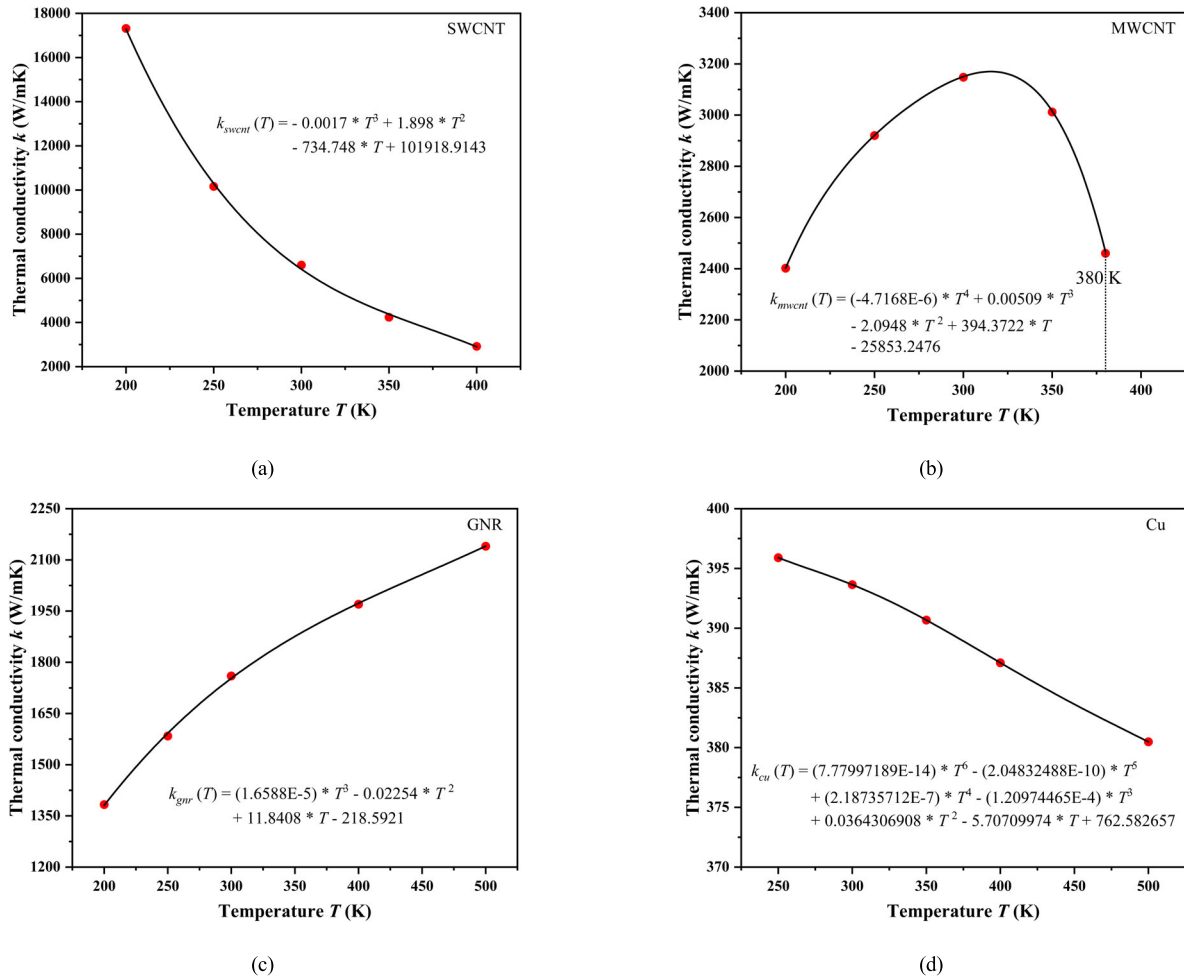 SWCNT
18000
16000
14000
12000
10000
8000
6000
4000
2000
Thermal conductivity k (W/mK)
k_swcnt (T) = - 0.0017 * T^3 + 1.898 * T^2
- 734.748 * T + 101918.9143
200 250 300 350 400
Temperature T (K)
(a)
MWCNT
3400
3200
3000
2800
2600
2400
2200
2000
Thermal conductivity k (W/mK)
380 K
k_mwcnt (T) = (-4.7168E-6) * T^4 + 0.00509 * T^3
- 2.0948 * T^2 + 394.3722 * T
- 25853.2476
200 250 300 350 400
Temperature T (K)
(b)
GNR
2250
2100
1950
1800
1650
1500
1350
1200
Thermal conductivity k (W/mK)
k_gnr (T) = (1.6588E-5) * T^3 - 0.02254 * T^2
+ 11.8408 * T - 218.5921
200 250 300 350 400 450 500
Temperature T (K)
(c)
Cu
400
395
390
385
380
375
370
Thermal conductivity k (W/mK)
k_cu (T) = (7.77997189E-14) * T^6 - (2.04832488E-10) * T^5
+ (2.18735712E-7) * T^4 - (1.20974465E-4) * T^3
+ 0.0364306908 * T^2 - 5.70709974 * T + 762.582657
250 300 350 400 450 500
Temperature T (K)
(d)